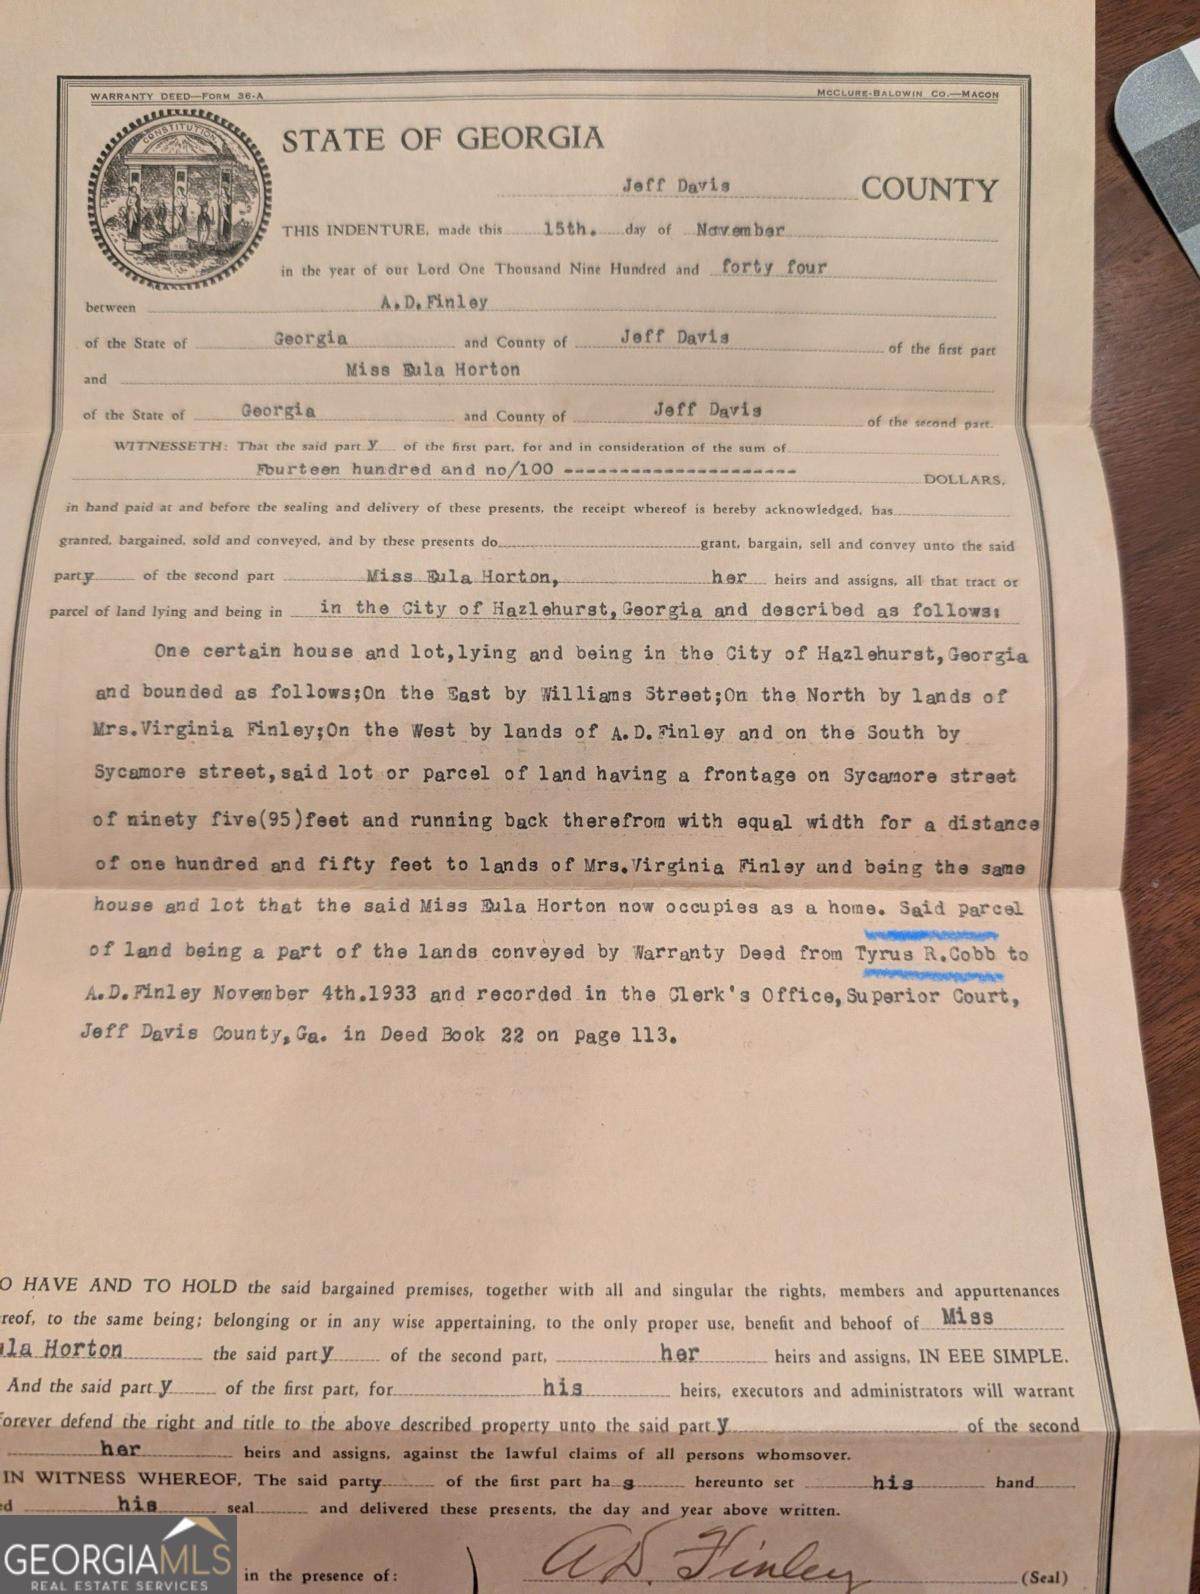 WARRANTY DEED—FORM 36-A
MCCLURE-BALDWIN CO.—MACON
CONSTITUTION
STATE OF GEORGIA
Jeff Davis COUNTY
THIS INDENTURE, made this 15th. day of November
in the year of our Lord One Thousand Nine Hundred and forty four
between A.D.Finley
of the State of Georgia and County of Jeff Davis of the first part
and Miss Eula Horton
of the State of Georgia and County of Jeff Davis of the second part.
WITNESSETH: That the said part y of the first part, for and in consideration of the sum of
Fourteen hundred and no/100 --------------------- DOLLARS,
in hand paid at and before the sealing and delivery of these presents, the receipt whereof is hereby acknowledged, has
granted, bargained, sold and conveyed, and by these presents do grant, bargain, sell and convey unto the said
party of the second part Miss Eula Horton, her heirs and assigns, all that tract or
parcel of land lying and being in in the City of Hazlehurst,Georgia and described as follows:
One certain house and lot,lying and being in the City of Hazlehurst,Georgia
and bounded as follows;On the East by Williams Street;On the North by lands of
Mrs.Virginia Finley;On the West by lands of A.D.Finley and on the South by
Sycamore street,said lot or parcel of land having a frontage on Sycamore street
of ninety five(95)feet and running back therefrom with equal width for a distance
of one hundred and fifty feet to lands of Mrs.Virginia Finley and being the same
house and lot that the said Miss Eula Horton now occupies as a home. Said parcel
of land being a part of the lands conveyed by Warranty Deed from Tyrus R.Cobb to
A.D.Finley November 4th.1933 and recorded in the Clerk's Office,Superior Court,
Jeff Davis County,Ga. in Deed Book 22 on page 113.
O HAVE AND TO HOLD the said bargained premises, together with all and singular the rights, members and appurtenances
reof, to the same being; belonging or in any wise appertaining, to the only proper use, benefit and behoof of Miss
ula Horton the said party of the second part, her heirs and assigns, IN EEE SIMPLE.
And the said part y of the first part, for his heirs, executors and administrators will warrant
forever defend the right and title to the above described property unto the said part y of the second
her heirs and assigns, against the lawful claims of all persons whomsover.
IN WITNESS WHEREOF, The said party of the first part ha s hereunto set his hand
ed his seal and delivered these presents, the day and year above written.
in the presence of: A.D. Finley (Seal)
GEORGIAMLS
REAL ESTATE SERVICES